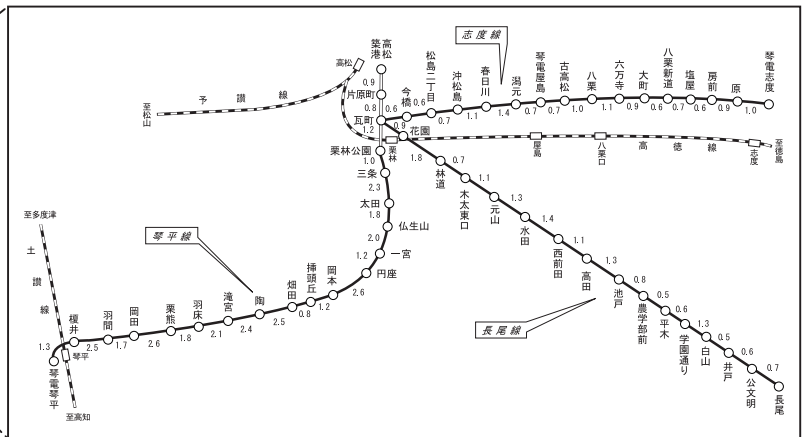 志度線
高松築港
高松
0.9
片原町
0.8
瓦町
1.2
栗林公園
1.0
三条
2.3
太田
1.8
仏生山
2.0
一宮
1.2
円座
2.6
岡本
1.2
挿頭丘
0.8
畑田
2.5
陶
2.4
滝宮
2.1
羽床
1.8
栗熊
2.6
岡田
1.7
羽間
2.5
榎井
1.3
琴電琴平
琴平線
0.6
今橋
0.6
松島二丁目
0.7
沖松島
1.1
春日川
1.4
潟元
0.7
琴電屋島
0.7
古高松
1.0
八栗
1.1
六万寺
0.9
大町
0.6
八栗新道
0.7
塩屋
0.6
房前
0.9
原
1.0
琴電志度
0.9
花園
1.8
林道
0.7
木太東口
1.1
元山
1.3
水田
1.4
西前田
1.1
高田
1.3
池戸
0.8
農学部前
0.5
平木
0.6
学園通り
1.3
白山
0.5
井戸
0.6
公文明
0.7
長尾
長尾線
至松山
予讃線
栗林
屋島
八栗口
高徳線
志度
至徳島
至多度津
土讃線
琴平
至高知